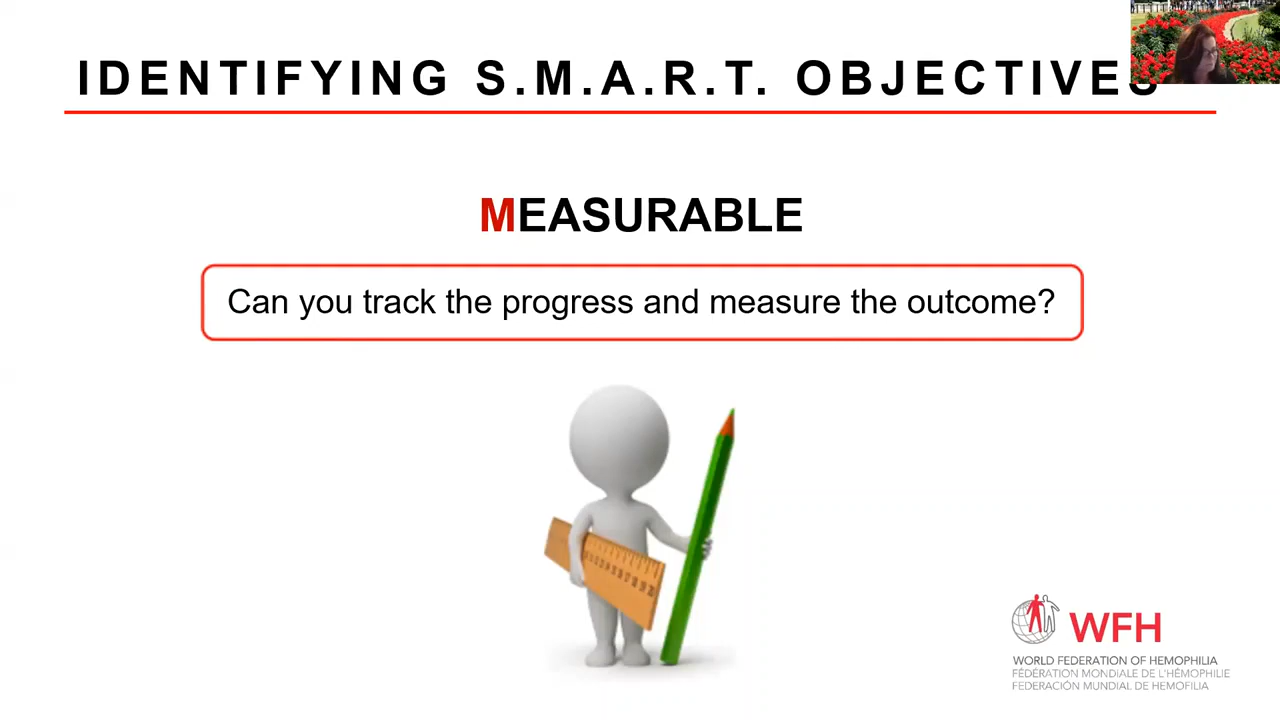 IDENTIFYING S.M.A.R.T. OBJECTIVES
MEASURABLE
Can you track the progress and measure the outcome?
WFH
WORLD FEDERATION OF HEMOPHILIA
FÉDÉRATION MONDIALE DE L'HÉMOPHILIE
FEDERACIÓN MUNDIAL DE HEMOFILIA